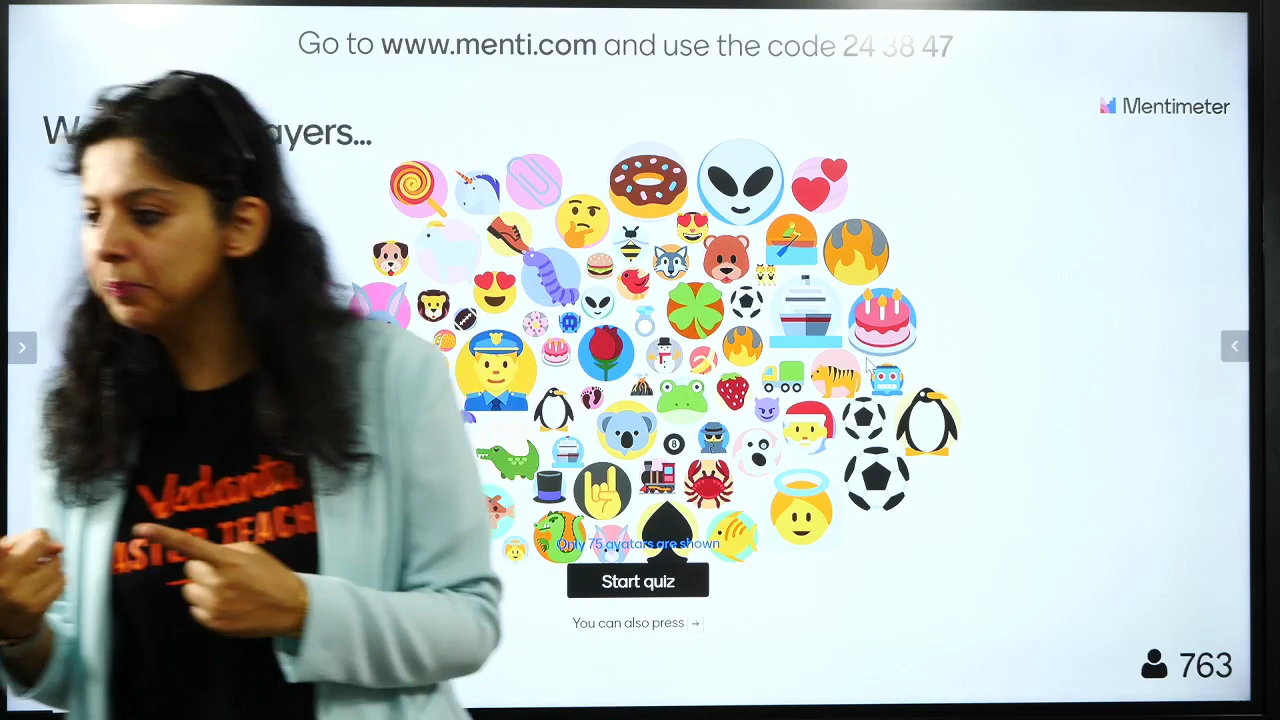 Go to www.menti.com and use the code 24 38 47
Mentimeter
Vedantu
TEACH
8
Only 75 avatars are shown
Start quiz
You can also press →
763